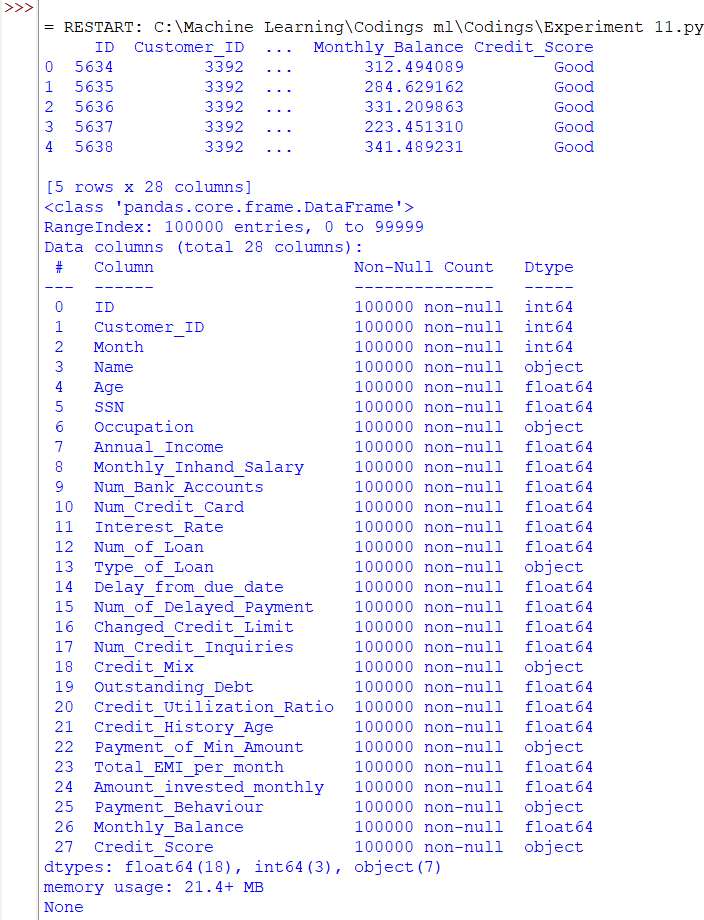 >>>
= RESTART: C:\Machine Learning\Codings ml\Codings\Experiment 11.py
     ID  Customer_ID  ...  Monthly_Balance Credit_Score
0  5634         3392  ...       312.494089         Good
1  5635         3392  ...       284.629162         Good
2  5636         3392  ...       331.209863         Good
3  5637         3392  ...       223.451310         Good
4  5638         3392  ...       341.489231         Good
[5 rows x 28 columns]
<class 'pandas.core.frame.DataFrame'>
RangeIndex: 100000 entries, 0 to 99999
Data columns (total 28 columns):
 #   Column                    Non-Null Count   Dtype
---  ------                    --------------   -----
 0   ID                        100000 non-null  int64
 1   Customer_ID               100000 non-null  int64
 2   Month                     100000 non-null  int64
 3   Name                      100000 non-null  object
 4   Age                       100000 non-null  float64
 5   SSN                       100000 non-null  float64
 6   Occupation                100000 non-null  object
 7   Annual_Income             100000 non-null  float64
 8   Monthly_Inhand_Salary     100000 non-null  float64
 9   Num_Bank_Accounts         100000 non-null  float64
 10  Num_Credit_Card           100000 non-null  float64
 11  Interest_Rate             100000 non-null  float64
 12  Num_of_Loan               100000 non-null  float64
 13  Type_of_Loan              100000 non-null  object
 14  Delay_from_due_date       100000 non-null  float64
 15  Num_of_Delayed_Payment    100000 non-null  float64
 16  Changed_Credit_Limit      100000 non-null  float64
 17  Num_Credit_Inquiries      100000 non-null  float64
 18  Credit_Mix                100000 non-null  object
 19  Outstanding_Debt          100000 non-null  float64
 20  Credit_Utilization_Ratio  100000 non-null  float64
 21  Credit_History_Age        100000 non-null  float64
 22  Payment_of_Min_Amount     100000 non-null  object
 23  Total_EMI_per_month       100000 non-null  float64
 24  Amount_invested_monthly   100000 non-null  float64
 25  Payment_Behaviour         100000 non-null  object
 26  Monthly_Balance           100000 non-null  float64
 27  Credit_Score              100000 non-null  object
dtypes: float64(18), int64(3), object(7)
memory usage: 21.4+ MB
None